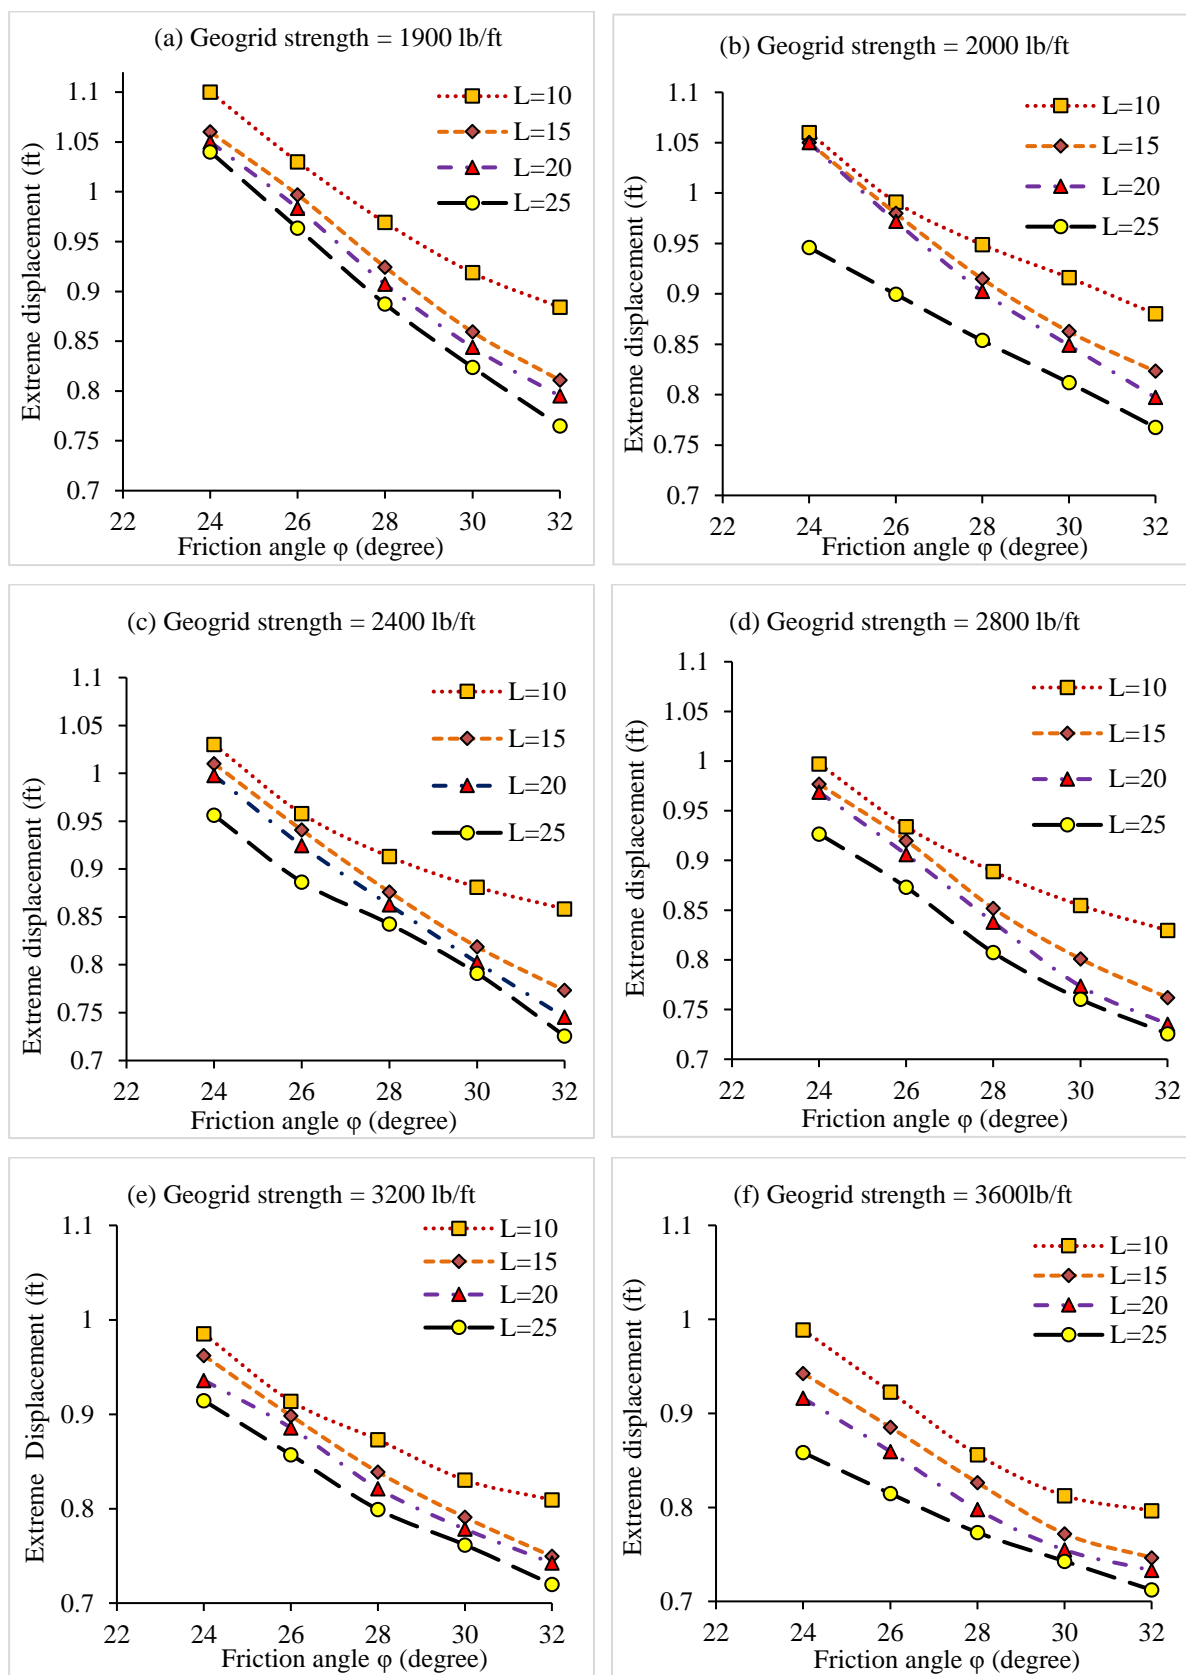 (a) Geogrid strength = 1900 lb/ft
Extreme displacement (ft)
1.1
1.05
1
0.95
0.9
0.85
0.8
0.75
0.7
L=10
L=15
L=20
L=25
22 24 26 28 30 32
Friction angle φ (degree)
(b) Geogrid strength = 2000 lb/ft
Extreme displacement (ft)
1.1
1.05
1
0.95
0.9
0.85
0.8
0.75
0.7
L=10
L=15
L=20
L=25
22 24 26 28 30 32
Friction angle φ (degree)
(c) Geogrid strength = 2400 lb/ft
Extreme displacement (ft)
1.1
1.05
1
0.95
0.9
0.85
0.8
0.75
0.7
L=10
L=15
L=20
L=25
22 24 26 28 30 32
Friction angle φ (degree)
(d) Geogrid strength = 2800 lb/ft
Extreme displacement (ft)
1.1
1.05
1
0.95
0.9
0.85
0.8
0.75
0.7
L=10
L=15
L=20
L=25
22 24 26 28 30 32
Friction angle φ (degree)
(e) Geogrid strength = 3200 lb/ft
Extreme Displacement (ft)
1.1
1
0.9
0.8
0.7
L=10
L=15
L=20
L=25
22 24 26 28 30 32
Friction angle φ (degree)
(f) Geogrid strength = 3600lb/ft
Extreme displacement (ft)
1.1
1
0.9
0.8
0.7
L=10
L=15
L=20
L=25
22 24 26 28 30 32
Friction angle φ (degree)